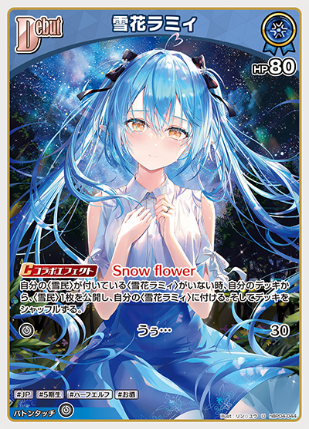 Debut
雪花ラミィ
HP80
コラボエフェクト Snow flower
自分の〈雪民〉が付いている〈雪花ラミィ〉がいない時、自分のデッキか
ら、〈雪民〉1枚を公開し、自分の〈雪花ラミィ〉に付ける。そしてデッキを
シャッフルする。
うぅ… 30
#JP #5期生 #ハーフエルフ #お酒
バトンタッチ